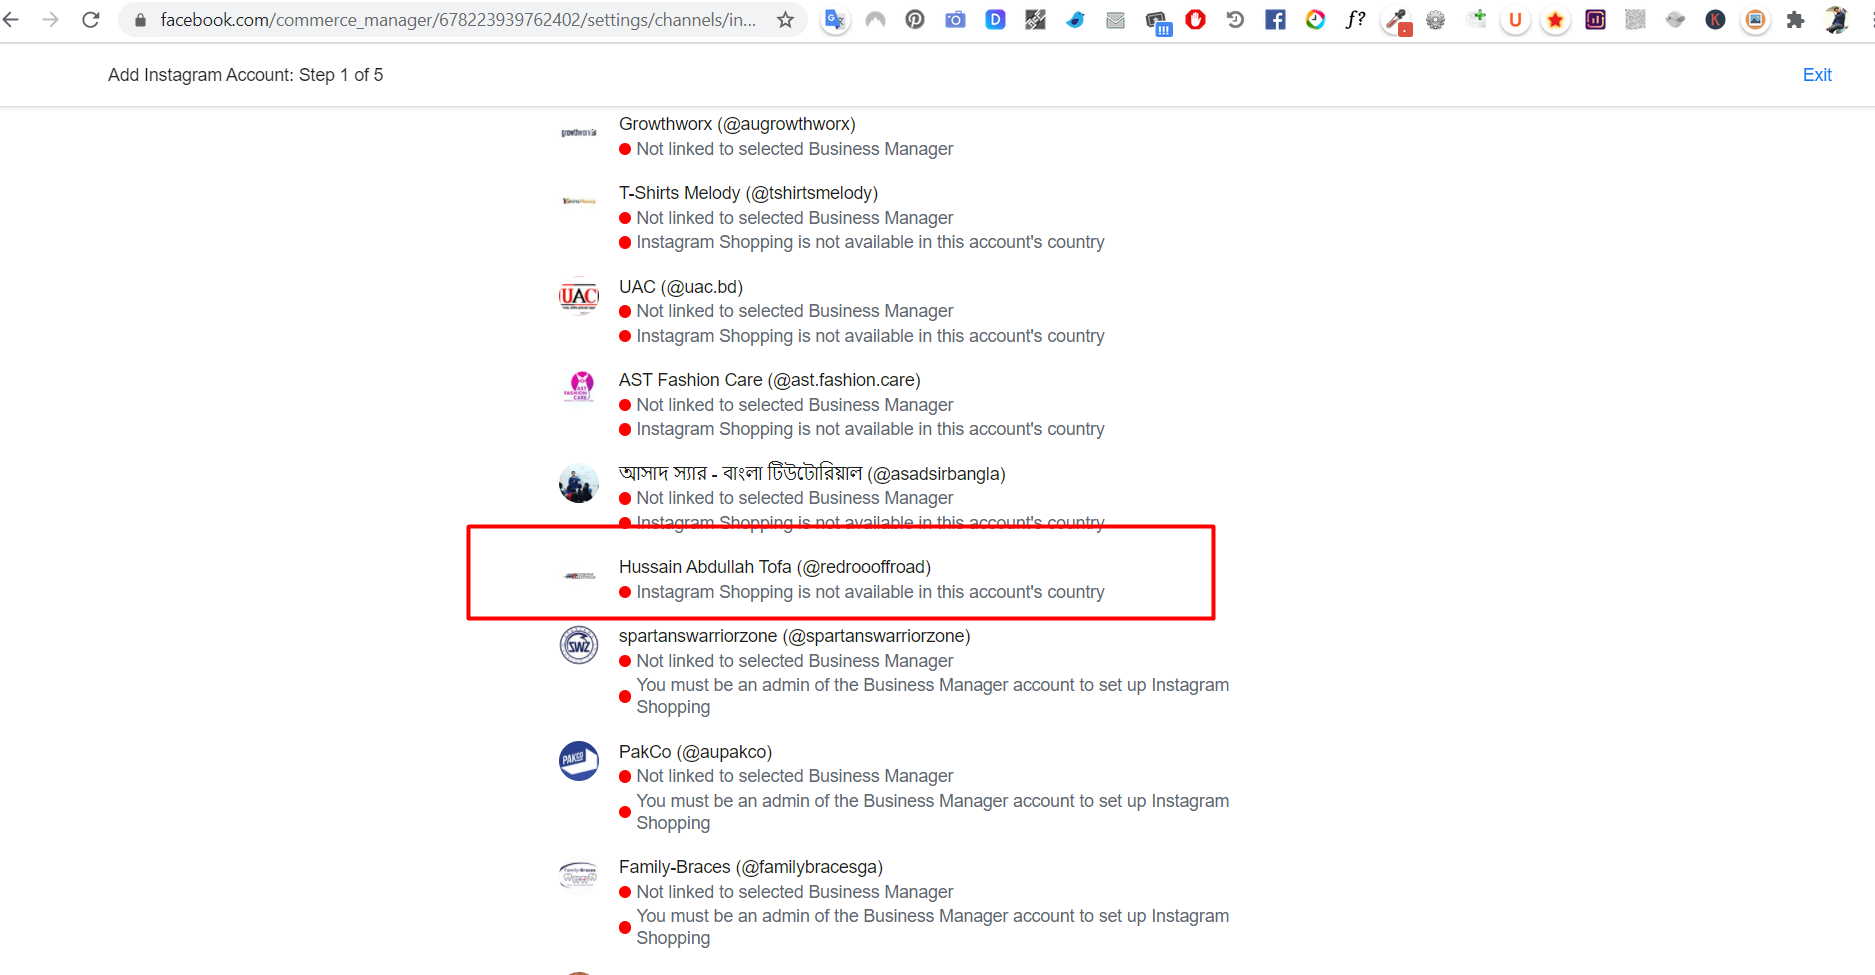 facebook.com/commerce_manager/678223939762402/settings/channels/in...
Add Instagram Account: Step 1 of 5
Exit
growthworx
Growthworx (@augrowthworx)
Not linked to selected Business Manager
T-Shirts Melody (@tshirtsmelody)
Not linked to selected Business Manager
Instagram Shopping is not available in this account's country
UAC
UAC (@uac.bd)
Not linked to selected Business Manager
Instagram Shopping is not available in this account's country
AST
FASHION
CARE
AST Fashion Care (@ast.fashion.care)
Not linked to selected Business Manager
Instagram Shopping is not available in this account's country
আসাদ স্যার - বাংলা টিউটোরিয়াল (@asadsirbangla)
Not linked to selected Business Manager
Instagram Shopping is not available in this account's country
Hussain Abdullah Tofa (@redroooffroad)
Instagram Shopping is not available in this account's country
SWZ
spartanswarriorzone (@spartanswarriorzone)
Not linked to selected Business Manager
You must be an admin of the Business Manager account to set up Instagram
Shopping
PAKCO
PakCo (@aupakco)
Not linked to selected Business Manager
You must be an admin of the Business Manager account to set up Instagram
Shopping
Family-Braces
Family-Braces (@familybracesga)
Not linked to selected Business Manager
You must be an admin of the Business Manager account to set up Instagram
Shopping